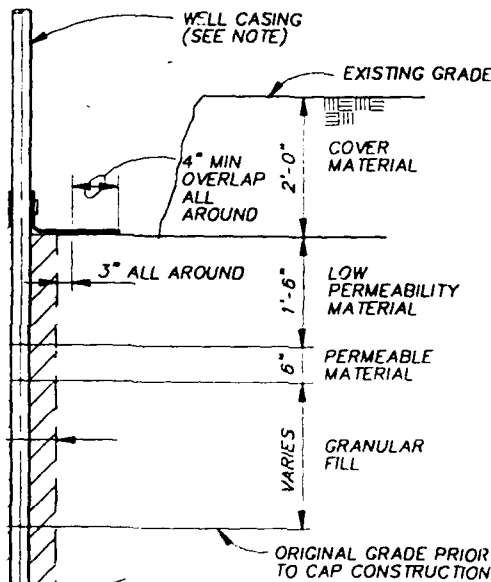 WELL CASING
(SEE NOTE)
EXISTING GRADE
COVER
MATERIAL
2'-0"
4" MIN
OVERLAP
ALL
AROUND
3" ALL AROUND
LOW
PERMEABILITY
MATERIAL
1'-6"
PERMEABLE
MATERIAL
6"
GRANULAR
FILL
VARIES
ORIGINAL GRADE PRIOR
TO CAP CONSTRUCTION